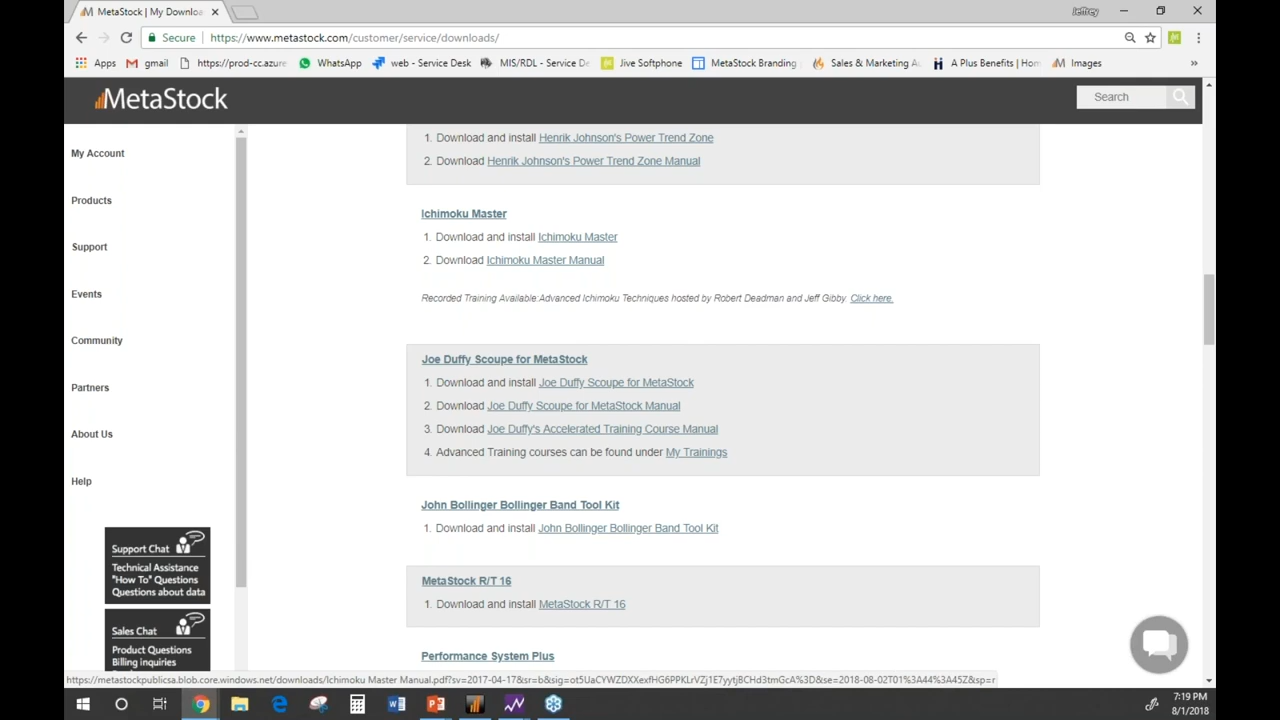 MetaStock | My Downloa
Jeffrey
Secure
https://www.metastock.com/customer/service/downloads/
Apps
gmail
https://prod-cc.azure
WhatsApp
web - Service Desk
MIS/RDL - Service De
Jive Softphone
MetaStock Branding
Sales & Marketing Au
A Plus Benefits | Hom
Images
»
MetaStock
Search
My Account
Products
Support
Events
Community
Partners
About Us
Help
Support Chat
Technical Assistance
"How To" Questions
Questions about data
Sales Chat
Product Questions
Billing inquiries
1. Download and install Henrik Johnson's Power Trend Zone
2. Download Henrik Johnson's Power Trend Zone Manual
Ichimoku Master
1. Download and install Ichimoku Master
2. Download Ichimoku Master Manual
Recorded Training Available:Advanced Ichimoku Techniques hosted by Robert Deadman and Jeff Gibby Click here.
Joe Duffy Scoupe for MetaStock
1. Download and install Joe Duffy Scoupe for MetaStock
2. Download Joe Duffy Scoupe for MetaStock Manual
3. Download Joe Duffy's Accelerated Training Course Manual
4. Advanced Training courses can be found under My Trainings
John Bollinger Bollinger Band Tool Kit
1. Download and install John Bollinger Bollinger Band Tool Kit
MetaStock R/T 16
1. Download and install MetaStock R/T 16
Performance System Plus
7:19 PM
8/1/2018